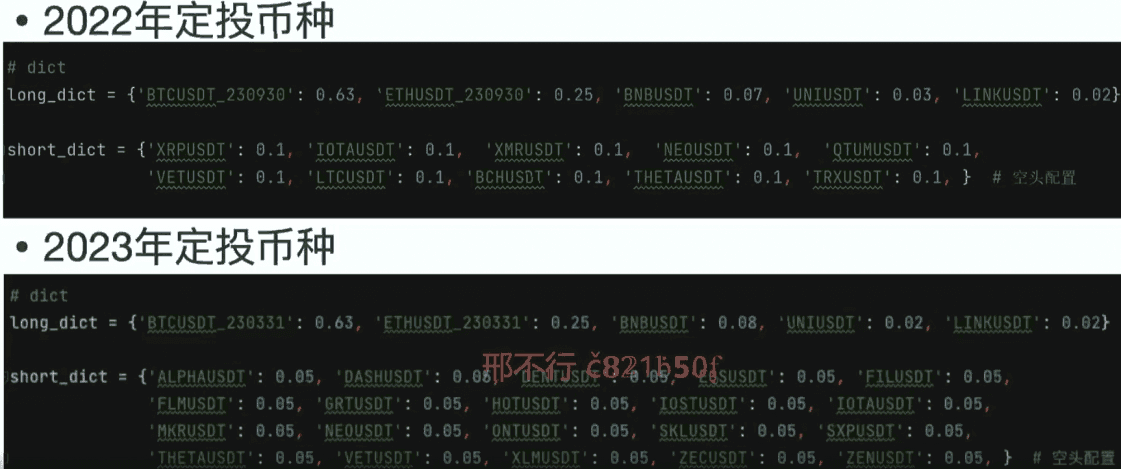 • 2022年定投币种
# dict
long_dict = {'BTCUSDT_230930': 0.63, 'ETHUSDT_230930': 0.25, 'BNBUSDT': 0.07, 'UNIUSDT': 0.03, 'LINKUSDT': 0.02}
short_dict = {'XRPUSDT': 0.1, 'IOTAUSDT': 0.1, 'XMRUSDT': 0.1, 'NEOUSDT': 0.1, 'QTUMUSDT': 0.1,
'VETUSDT': 0.1, 'LTCUSDT': 0.1, 'BCHUSDT': 0.1, 'THETAUSDT': 0.1, 'TRXUSDT': 0.1, } # 空头配置
• 2023年定投币种
# dict
long_dict = {'BTCUSDT_230331': 0.63, 'ETHUSDT_230331': 0.25, 'BNBUSDT': 0.08, 'UNIUSDT': 0.02, 'LINKUSDT': 0.02}
邢不行
short_dict = {'ALPHAUSDT': 0.05, 'DASHUSDT': 0.05, 'DENTUSDT': 0.05, 'EOSUSDT': 0.05, 'FILUSDT': 0.05,
'FLMUSDT': 0.05, 'GRTUSDT': 0.05, 'HOTUSDT': 0.05, 'IOSTUSDT': 0.05, 'IOTAUSDT': 0.05,
'MKRUSDT': 0.05, 'NEOUSDT': 0.05, 'ONTUSDT': 0.05, 'SKLUSDT': 0.05, 'SXPUSDT': 0.05,
'THETAUSDT': 0.05, 'VETUSDT': 0.05, 'XLMUSDT': 0.05, 'ZECUSDT': 0.05, 'ZENUSDT': 0.05, } # 空头配置